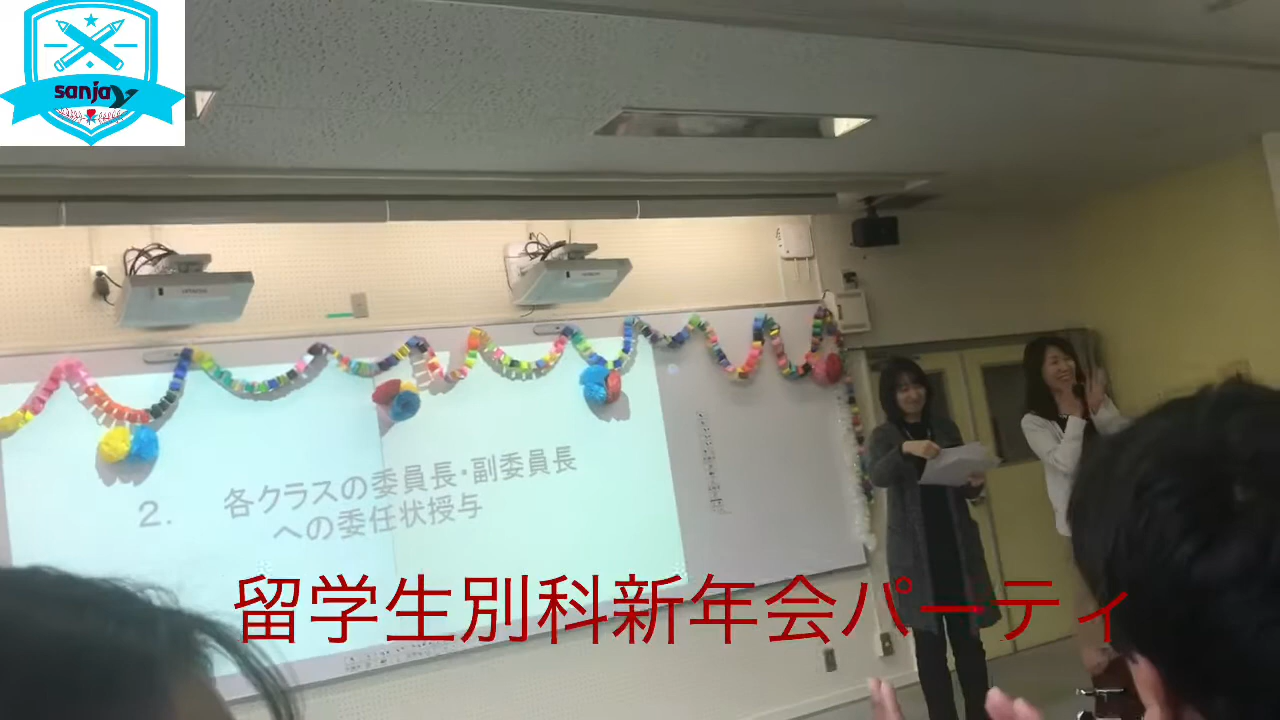 sanjay
2. 各クラスの委員長・副委員長
への委任状授与
留学生別科新年会パーティ